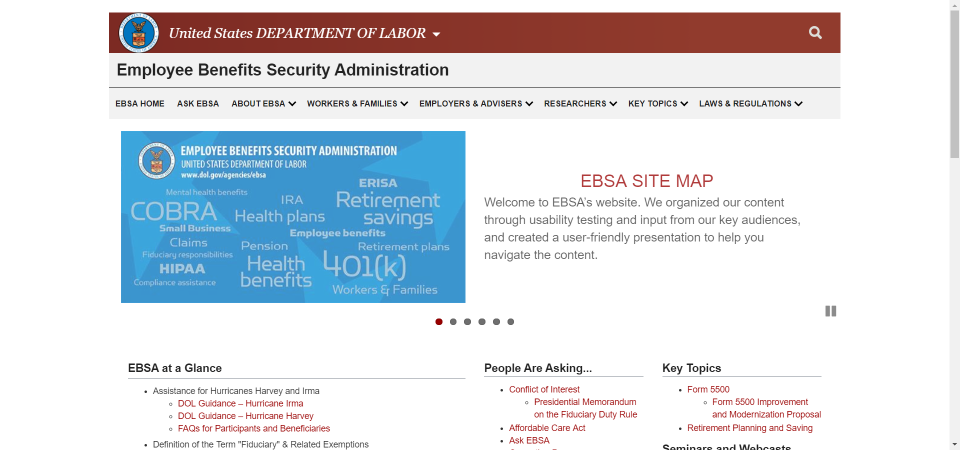 United States DEPARTMENT OF LABOR
Employee Benefits Security Administration
EBSA HOME ASK EBSA ABOUT EBSA WORKERS & FAMILIES EMPLOYERS & ADVISERS RESEARCHERS KEY TOPICS LAWS & REGULATIONS
EMPLOYEE BENEFITS SECURITY ADMINISTRATION
UNITED STATES DEPARTMENT OF LABOR
www.dol.gov/agencies/ebsa
Mental health benefits
ERISA
COBRA
IRA
Retirement savings
Health plans
Small Business
Employee benefits
Claims
Pension
Retirement plans
Fiduciary responsibilities
HIPAA
Health benefits
401(k)
Compliance assistance
Workers & Families
EBSA SITE MAP
Welcome to EBSA's website. We organized our content
through usability testing and input from our key audiences,
and created a user-friendly presentation to help you
navigate the content.
EBSA at a Glance
Assistance for Hurricanes Harvey and Irma
DOL Guidance – Hurricane Irma
DOL Guidance – Hurricane Harvey
FAQs for Participants and Beneficiaries
Definition of the Term "Fiduciary" & Related Exemptions
People Are Asking...
Conflict of Interest
Presidential Memorandum
on the Fiduciary Duty Rule
Affordable Care Act
Ask EBSA
Key Topics
Form 5500
Form 5500 Improvement
and Modernization Proposal
Retirement Planning and Saving
Seminars and Webcasts